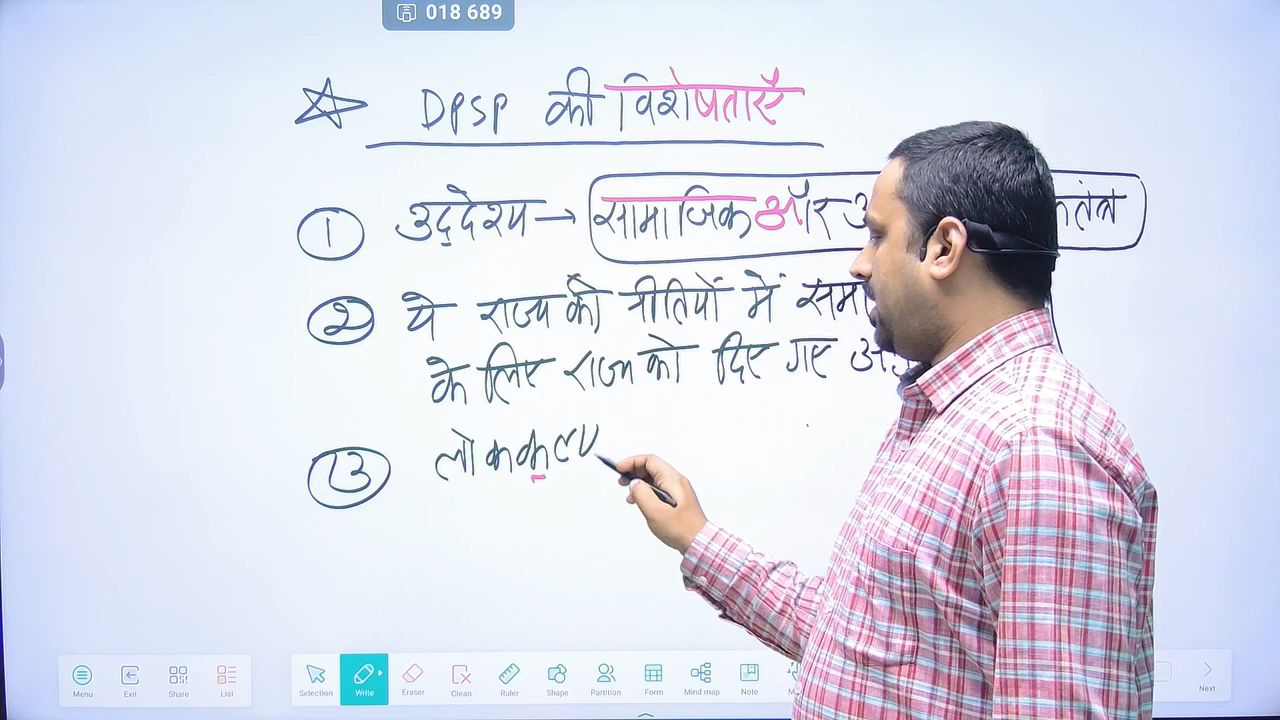 018 689
DPSP की विशेषताएँ
1 उद्देश्य → सामाजिक और
2 ये राज्य की नीतियों में
के लिए राज्य को दिए गए
3 लोककल्य
Menu Exit Share List Selection Write Eraser Clean Ruler Shape Partition Form Mind map Note Next